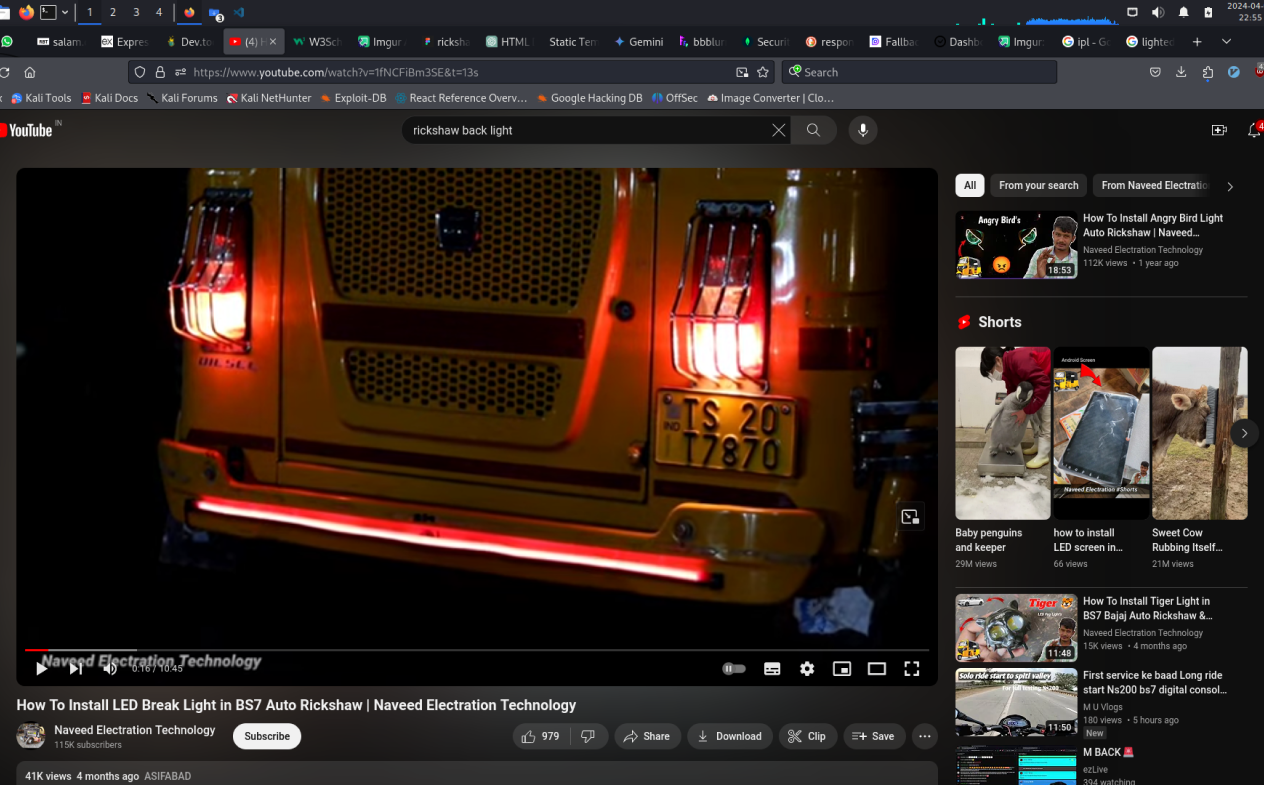 1 2 3 4 3
2024-04-
22:55
salam. Expres Dev.to (4) W3Sch Imgur ricksha HTML Static Tem Gemini bbblur Securit respon Fallba Dashb Imgur ipl - Go lighted
https://www.youtube.com/watch?v=1fNCFiBm3SE&t=13s
Search
Kali Tools Kali Docs Kali Forums Kali NetHunter Exploit-DB React Reference Overv… Google Hacking DB OffSec Image Converter | Clo…
YouTube IN
rickshaw back light
4
All From your search From Naveed Electratio
DIESEL
IND
TS 20
T7870
Naveed Electration Technology
0:16 / 10:45
How To Install LED Break Light in BS7 Auto Rickshaw | Naveed Electration Technology
Naveed Electration Technology
115K subscribers
Subscribe
979
Share
Download
Clip
Save
41K views 4 months ago ASIFABAD
Angry Bird's
18:53
How To Install Angry Bird Light
Auto Rickshaw | Naveed…
Naveed Electration Technology
112K views • 1 year ago
Shorts
Android Screen
Naveed Electration #Shorts
Baby penguins
and keeper
29M views
how to install
LED screen in…
66 views
Sweet Cow
Rubbing Itself…
21M views
Tiger
11:48
How To Install Tiger Light in
BS7 Bajaj Auto Rickshaw &…
Naveed Electration Technology
15K views • 4 months ago
Solo ride start to spiti valley
11:50
First service ke baad Long ride
start Ns200 bs7 digital consol…
M U Vlogs
180 views • 5 hours ago
New
M BACK
ezLive
394 watching